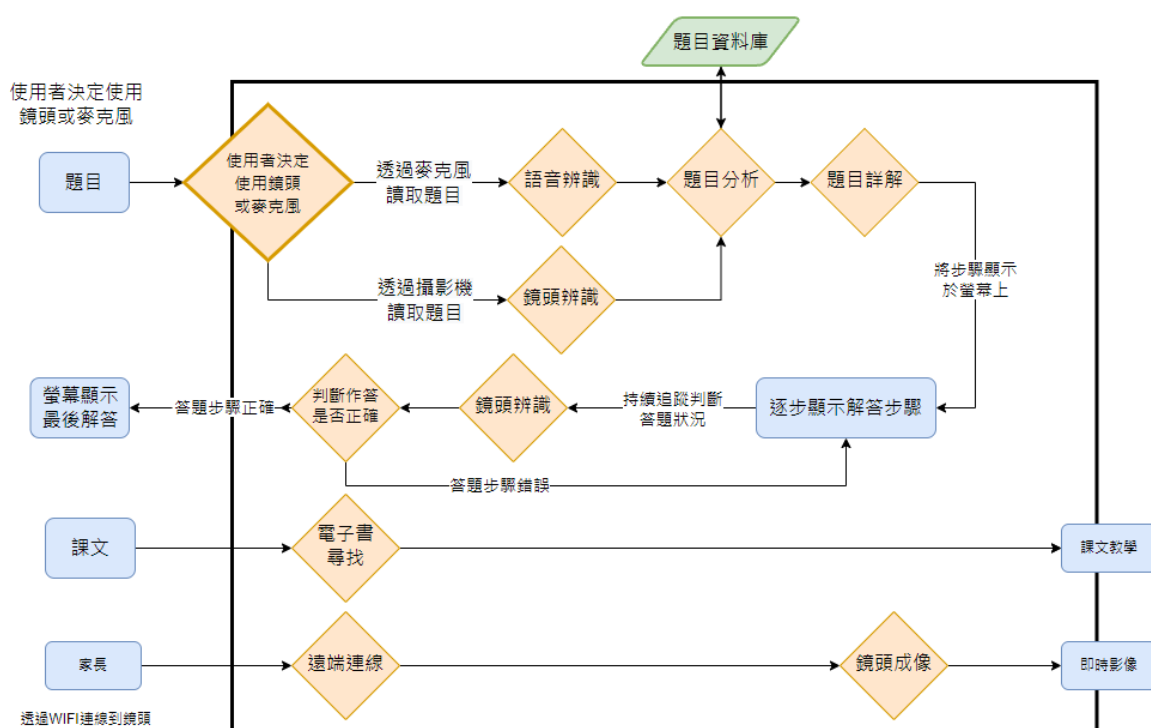 題目資料庫
使用者決定使用
鏡頭或麥克風
題目
使用者決定
使用鏡頭
或麥克風
透過麥克風
讀取題目
語音辨識
題目分析
題目詳解
透過攝影機
讀取題目
鏡頭辨識
將步驟顯示
於螢幕上
螢幕顯示
最後解答
答題步驟正確
判斷作答
是否正確
鏡頭辨識
持續追蹤判斷
答題狀況
逐步顯示解答步驟
答題步驟錯誤
課文
電子書
尋找
課文教學
家長
遠端連線
鏡頭成像
即時影像
透過WIFI連線到鏡頭